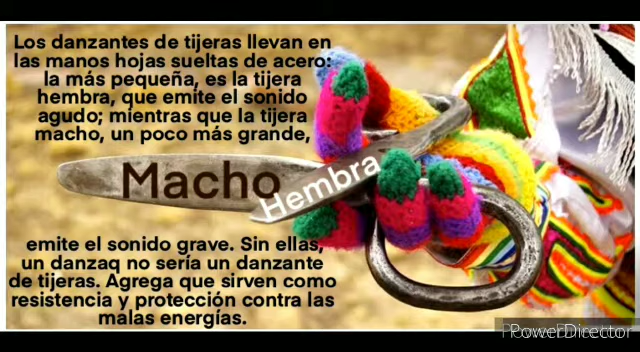 Los danzantes de tijeras llevan en
las manos hojas sueltas de acero:
la más pequeña, es la tijera
hembra, que emite el sonido
agudo; mientras que la tijera
macho, un poco más grande,
Macho
Hembra
emite el sonido grave. Sin ellas,
un danzaq no sería un danzante
de tijeras. Agrega que sirven como
resistencia y protección contra las
malas energías.
PowerDirector